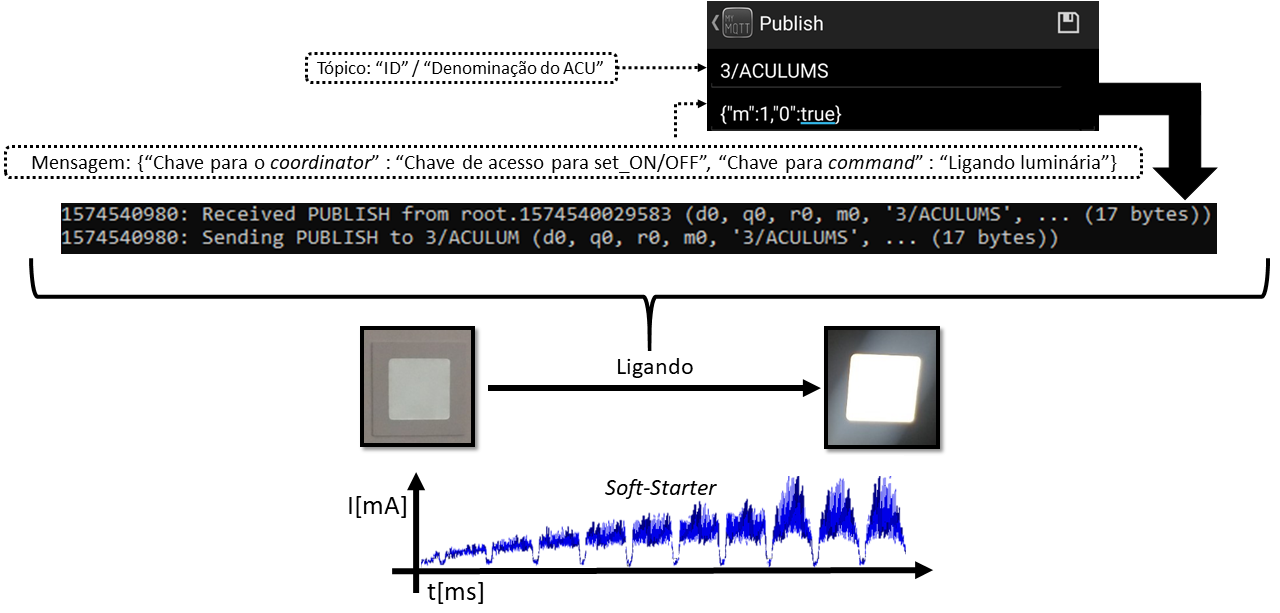 MY
MQTT
Publish
Tópico: “ID” / “Denominação do ACU”
3/ACULUMS
{"m":1,"0":true}
Mensagem: {“Chave para o coordinator” : “Chave de acesso para set_ON/OFF”, “Chave para command” : “Ligando luminária”}
1574540980: Received PUBLISH from root.1574540029583 (d0, q0, r0, m0, '3/ACULUMS', ... (17 bytes))
1574540980: Sending PUBLISH to 3/ACULUM (d0, q0, r0, m0, '3/ACULUMS', ... (17 bytes))
Ligando
Soft-Starter
I[mA]
t[ms]